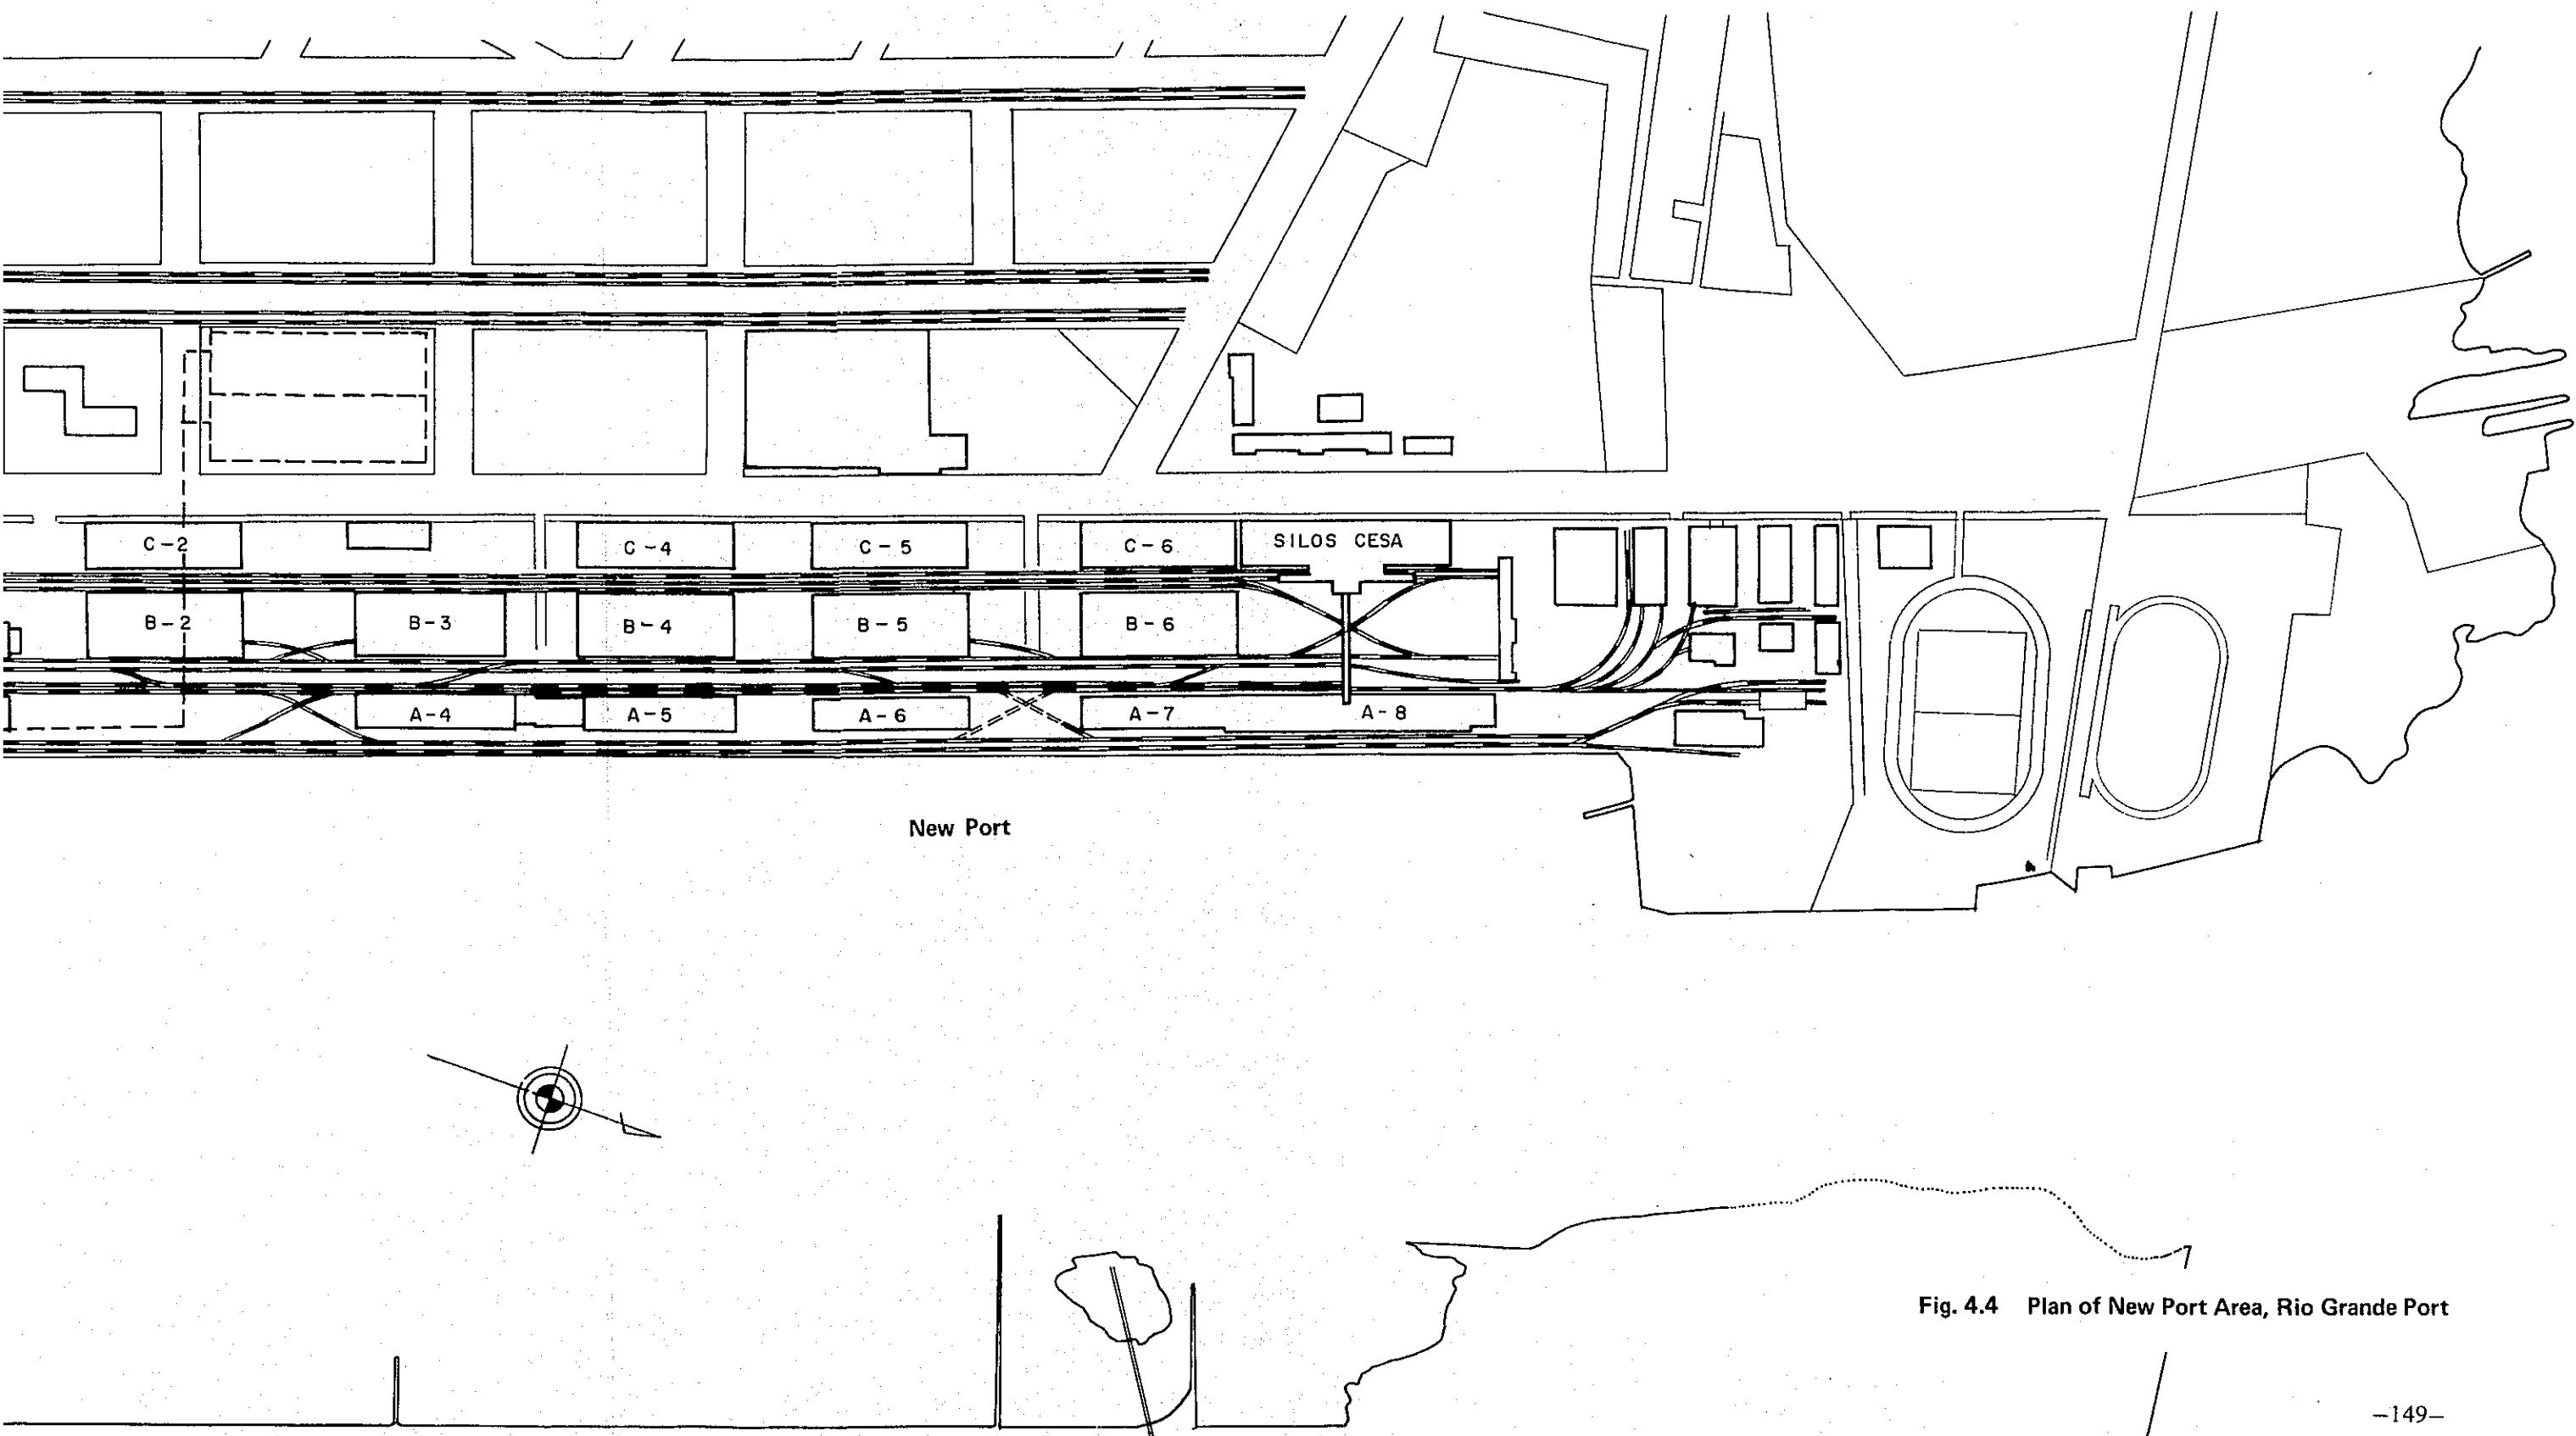 C-2
C-4
C-5
C-6
SILOS CESA
B-2
B-3
B-4
B-5
B-6
A-4
A-5
A-6
A-7
A-8
New Port
Fig. 4.4 Plan of New Port Area, Rio Grande Port
-149-